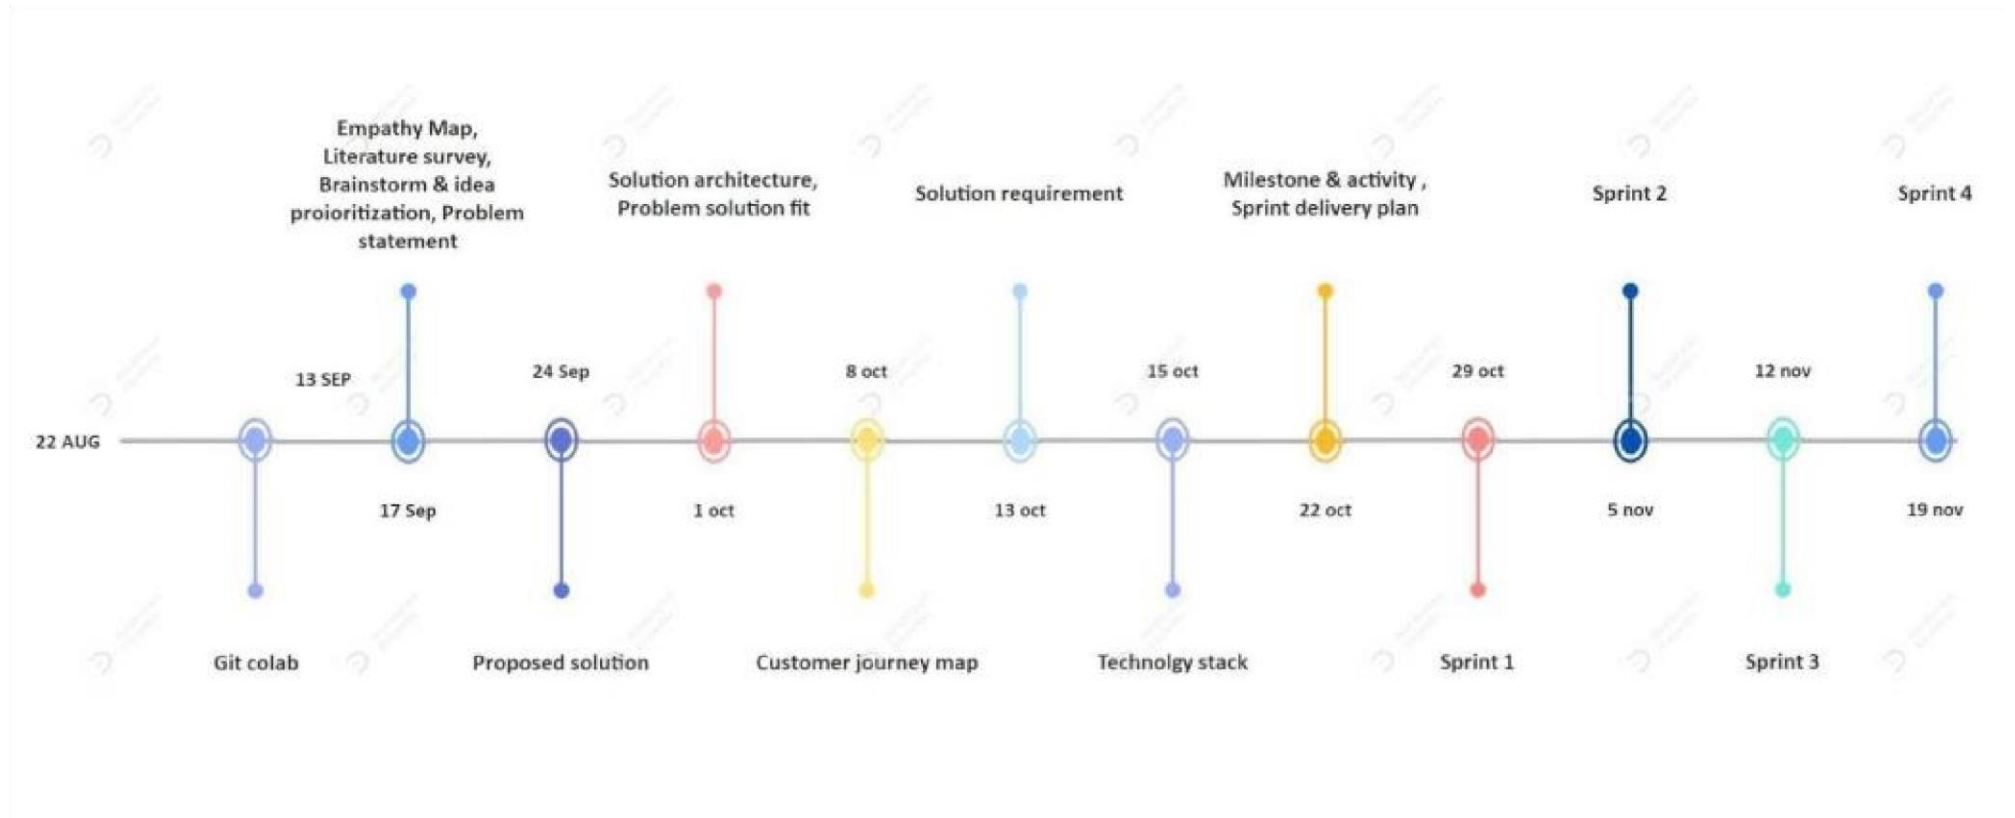 Empathy Map,
Literature survey,
Brainstorm & idea
proioritization, Problem
statement
Solution architecture,
Problem solution fit
Solution requirement
Milestone & activity ,
Sprint delivery plan
Sprint 2
Sprint 4
13 SEP
24 Sep
8 oct
15 oct
29 oct
12 nov
22 AUG
17 Sep
1 oct
13 oct
22 oct
5 nov
19 nov
Git colab
Proposed solution
Customer journey map
Technolgy stack
Sprint 1
Sprint 3